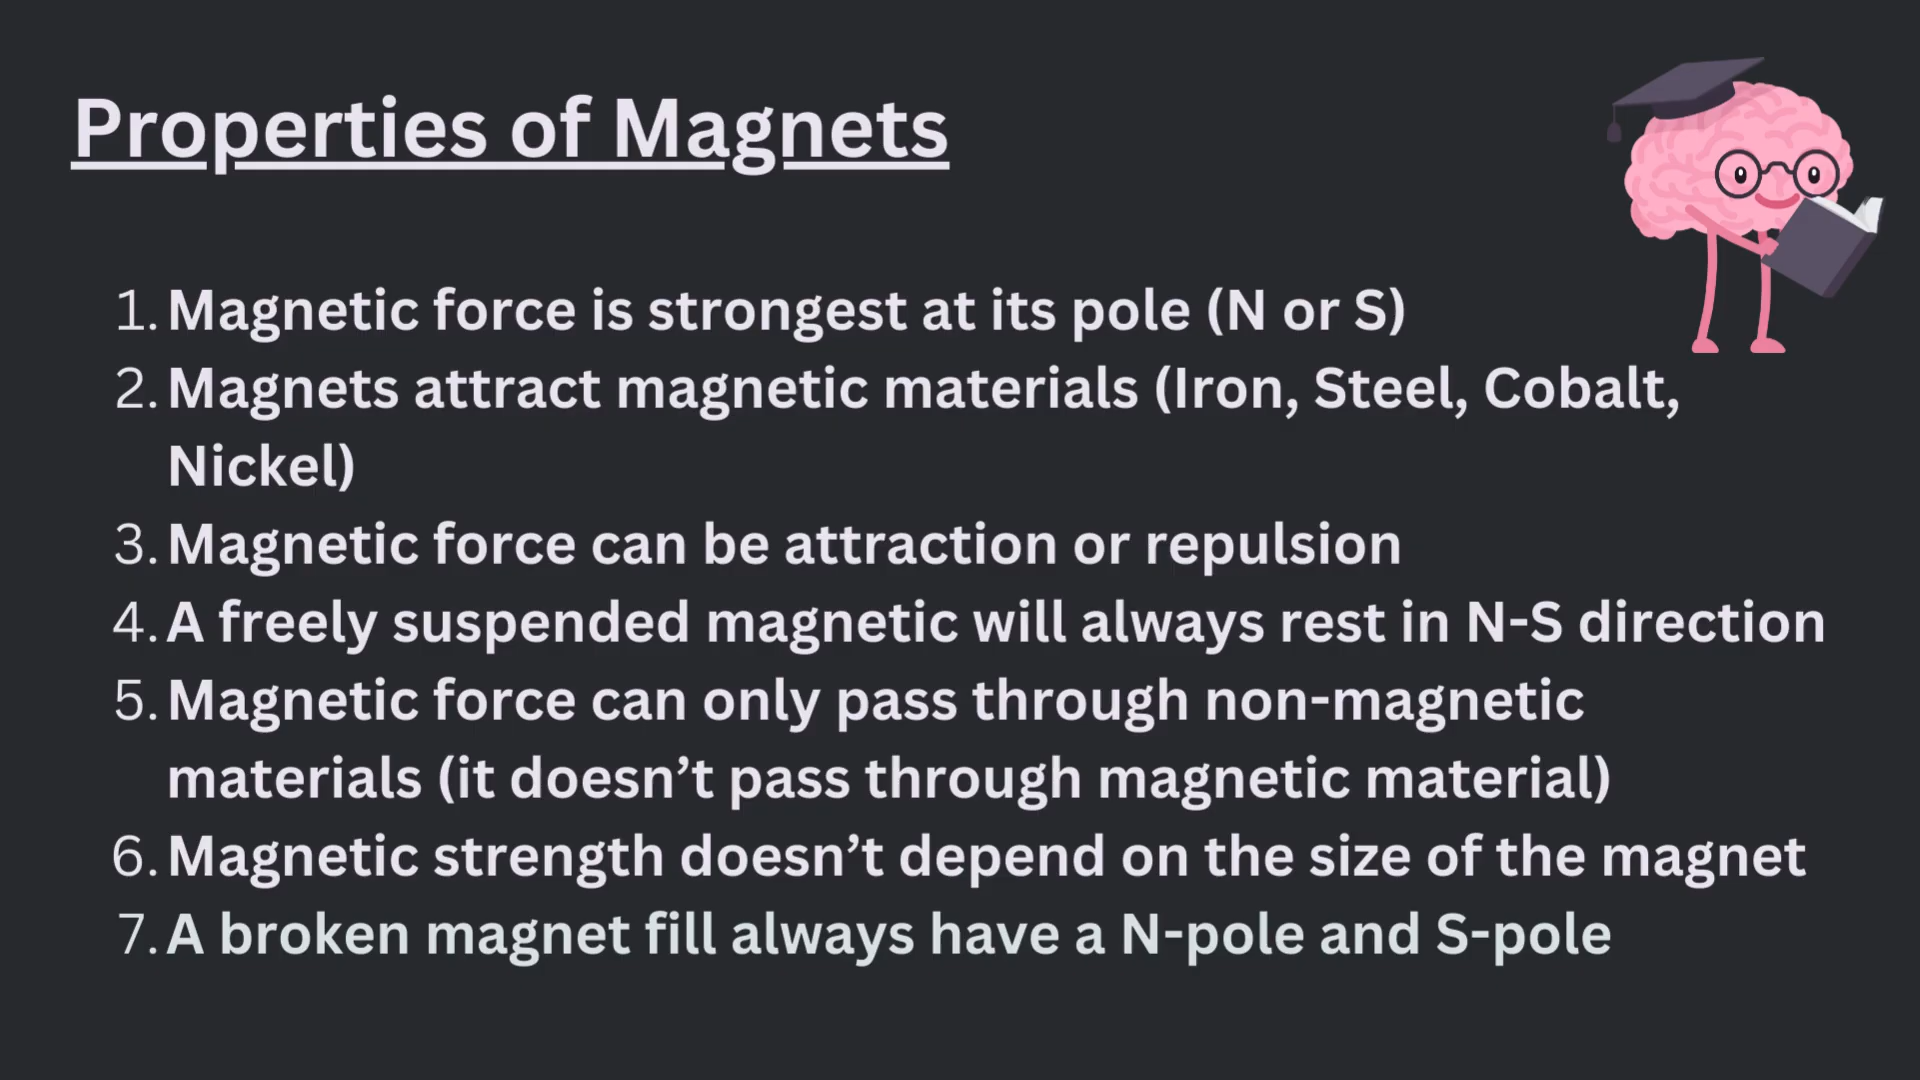 Properties of Magnets
1. Magnetic force is strongest at its pole (N or S)
2. Magnets attract magnetic materials (Iron, Steel, Cobalt,
Nickel)
3. Magnetic force can be attraction or repulsion
4. A freely suspended magnetic will always rest in N-S direction
5. Magnetic force can only pass through non-magnetic
materials (it doesn’t pass through magnetic material)
6. Magnetic strength doesn’t depend on the size of the magnet
7. A broken magnet fill always have a N-pole and S-pole